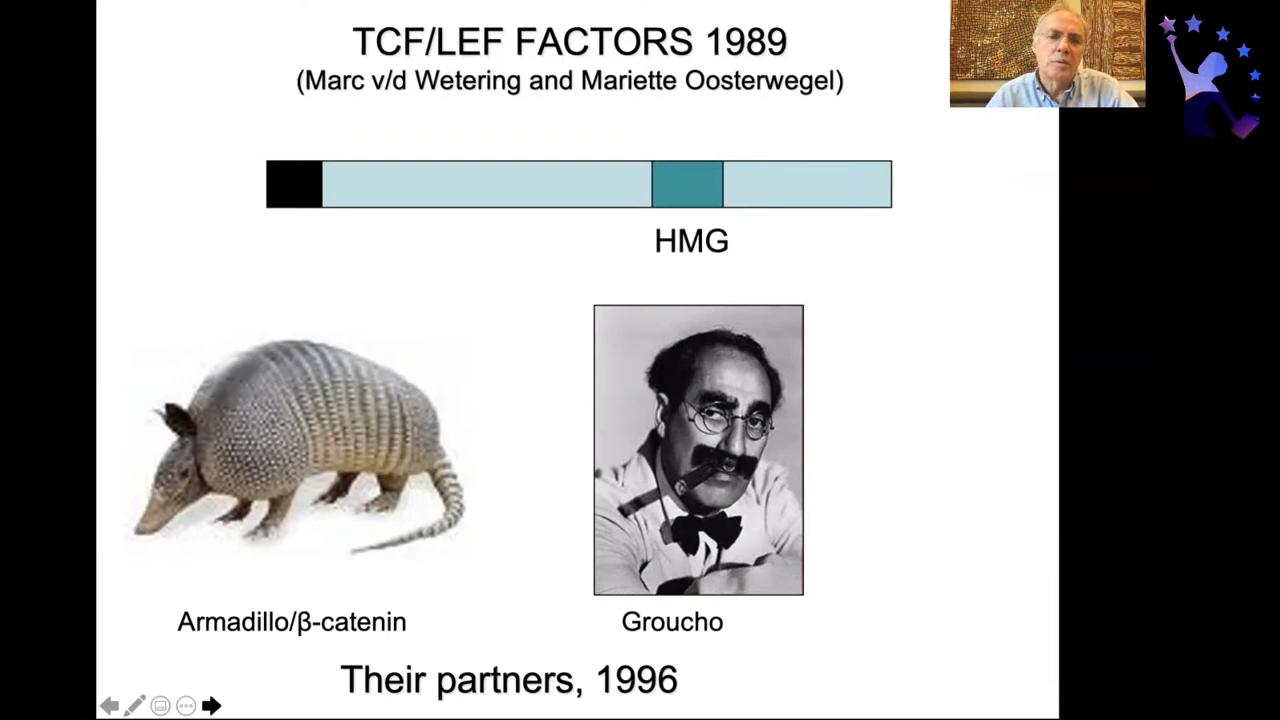 TCF/LEF FACTORS 1989
(Marc v/d Wetering and Mariette Oosterwegel)
HMG
Armadillo/β-catenin
Groucho
Their partners, 1996